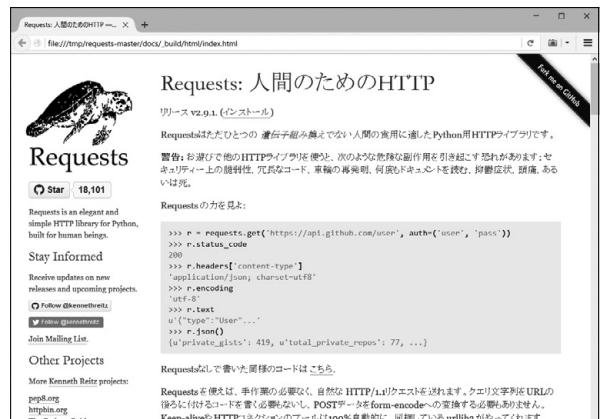 Requests: 人間のためのHTTP —...
file:///tmp/requests-master/docs/_build/html/index.html
Fork me on GitHub
Requests
Star 18,101
Requests is an elegant and
simple HTTP library for Python,
built for human beings.
Stay Informed
Receive updates on new
releases and upcoming projects.
Follow @kennethreitz
Follow @kennethreitz
Join Mailing List.
Other Projects
More Kenneth Reitz projects:
pep8.org
httpbin.org
Requests: 人間のためのHTTP
リリース v2.9.1. (インストール)
Requestsはただひとつの 遺伝子組み換えでない 人間の食用に適したPython用HTTPライブラリです。
警告: お遊びで他のHTTPライブラリを使うと、次のような危険な副作用を引き起こす恐れがあります: セ
キュリティー上の脆弱性、冗長なコード、車輪の再発明、何度もドキュメントを読む、抑鬱症状、頭痛、ある
いは死。
Requests の力を見よ:
>>> r = requests.get('https://api.github.com/user', auth=('user', 'pass'))
>>> r.status_code
200
>>> r.headers['content-type']
'application/json; charset=utf8'
>>> r.encoding
'utf-8'
>>> r.text
u'{"type":"User"...'
>>> r.json()
{u'private_gists': 419, u'total_private_repos': 77, ...}
Requestsなしで書いた同様のコードは こちら.
Requests を使えば、手作業の必要なく、自然な HTTP/1.1リクエストを送れます。クエリ文字列を URLの
後ろに付けるコードを書く必要もないし、POSTデータをform-encodeへの変換する必要もありません。